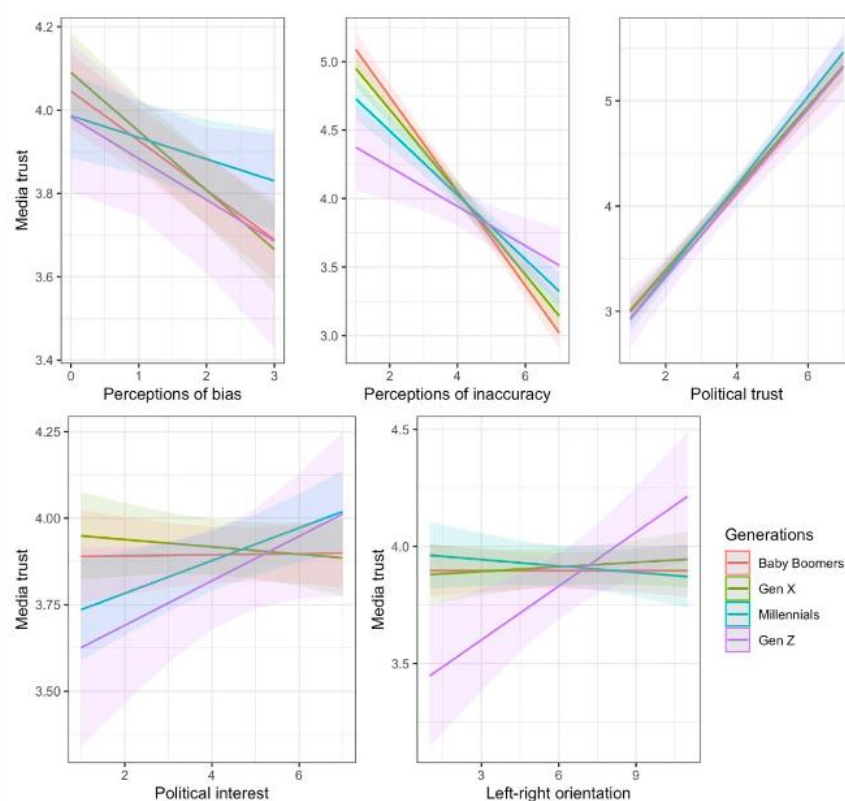 4.2
4.0
3.8
3.6
3.4
Media trust
0
1
2
3
Perceptions of bias
5.0
4.5
4.0
3.5
3.0
2
4
6
Perceptions of inaccuracy
5
4
3
2
4
6
Political trust
4.25
4.00
3.75
3.50
Media trust
2
4
6
Political interest
4.5
4.0
3.5
Media trust
3
6
9
Left-right orientation
Generations
Baby Boomers
Gen X
Millennials
Gen Z